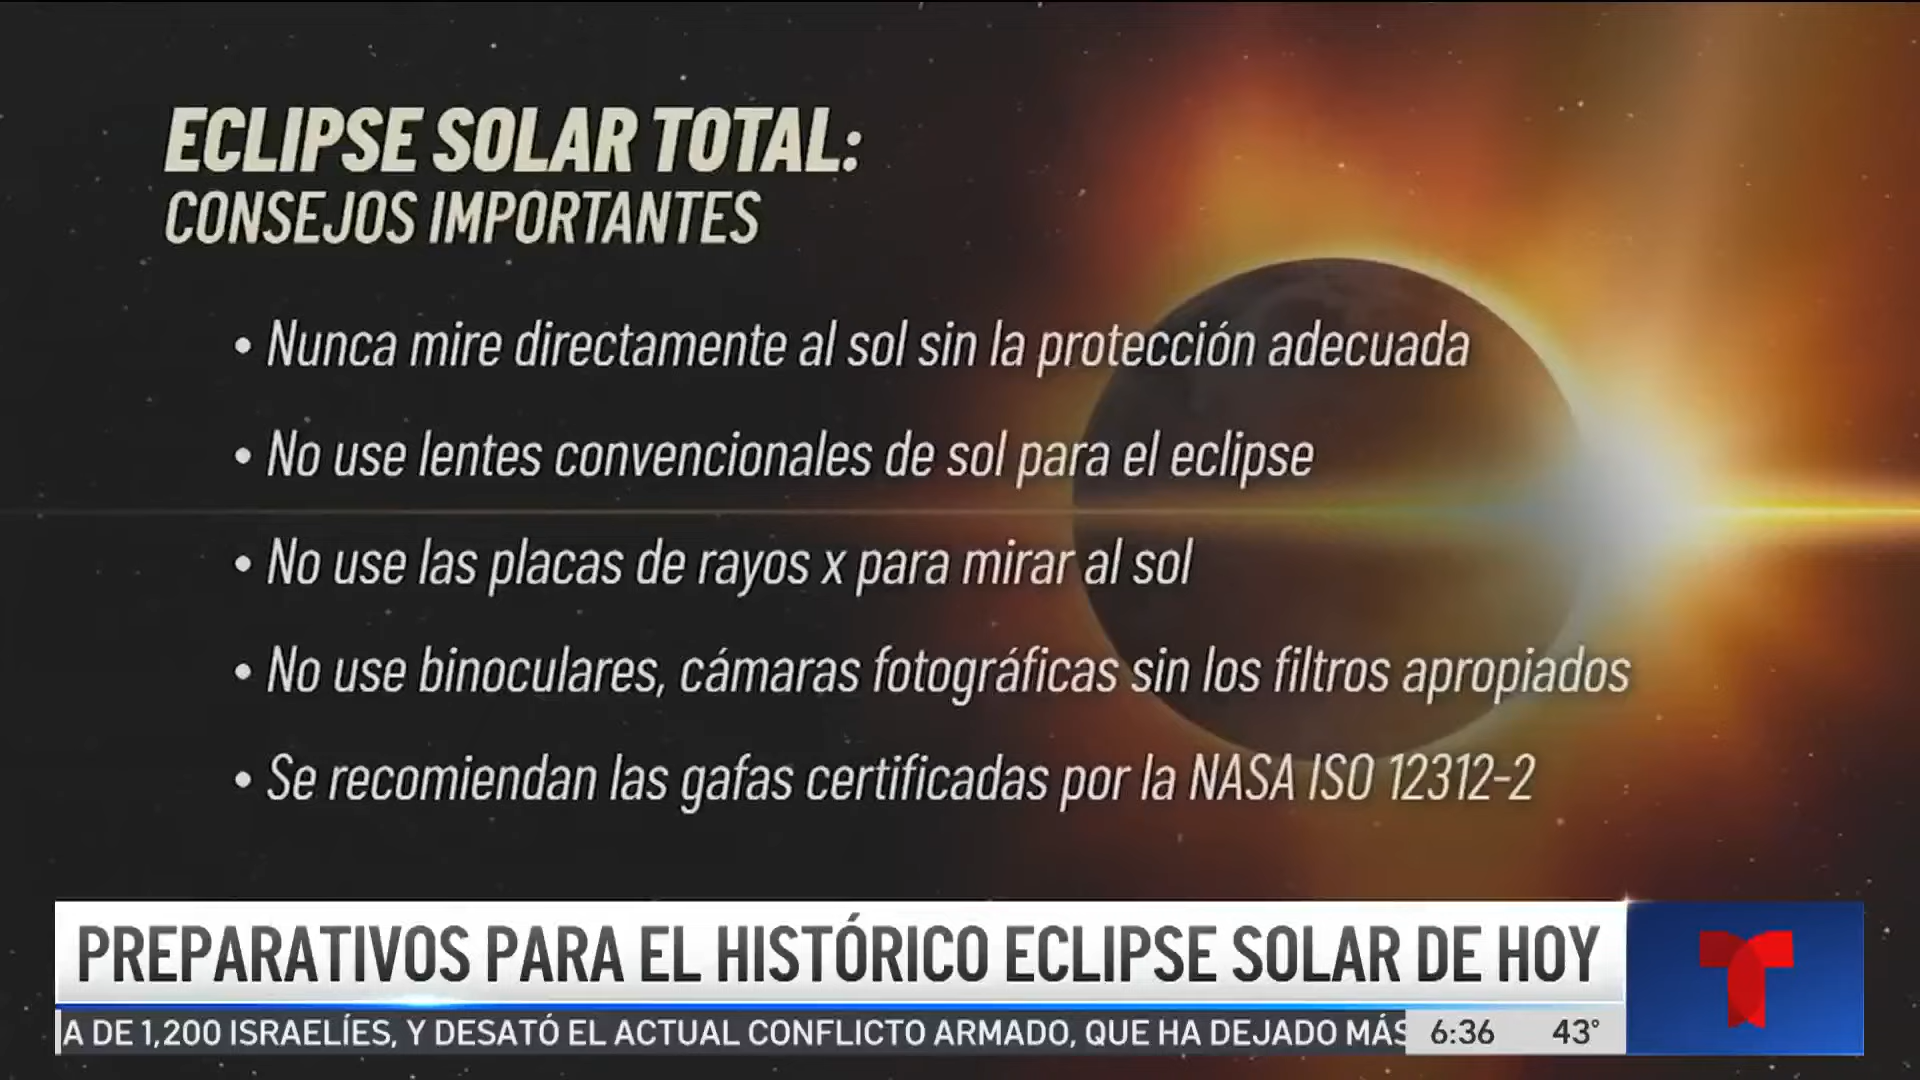 ECLIPSE SOLAR TOTAL:
CONSEJOS IMPORTANTES
• Nunca mire directamente al sol sin la protección adecuada
• No use lentes convencionales de sol para el eclipse
• No use las placas de rayos x para mirar al sol
• No use binoculares, cámaras fotográficas sin los filtros apropiados
• Se recomiendan las gafas certificadas por la NASA ISO 12312-2
PREPARATIVOS PARA EL HISTÓRICO ECLIPSE SOLAR DE HOY
A DE 1,200 ISRAELÍES, Y DESATÓ EL ACTUAL CONFLICTO ARMADO, QUE HA DEJADO MÁS 6:36 43°